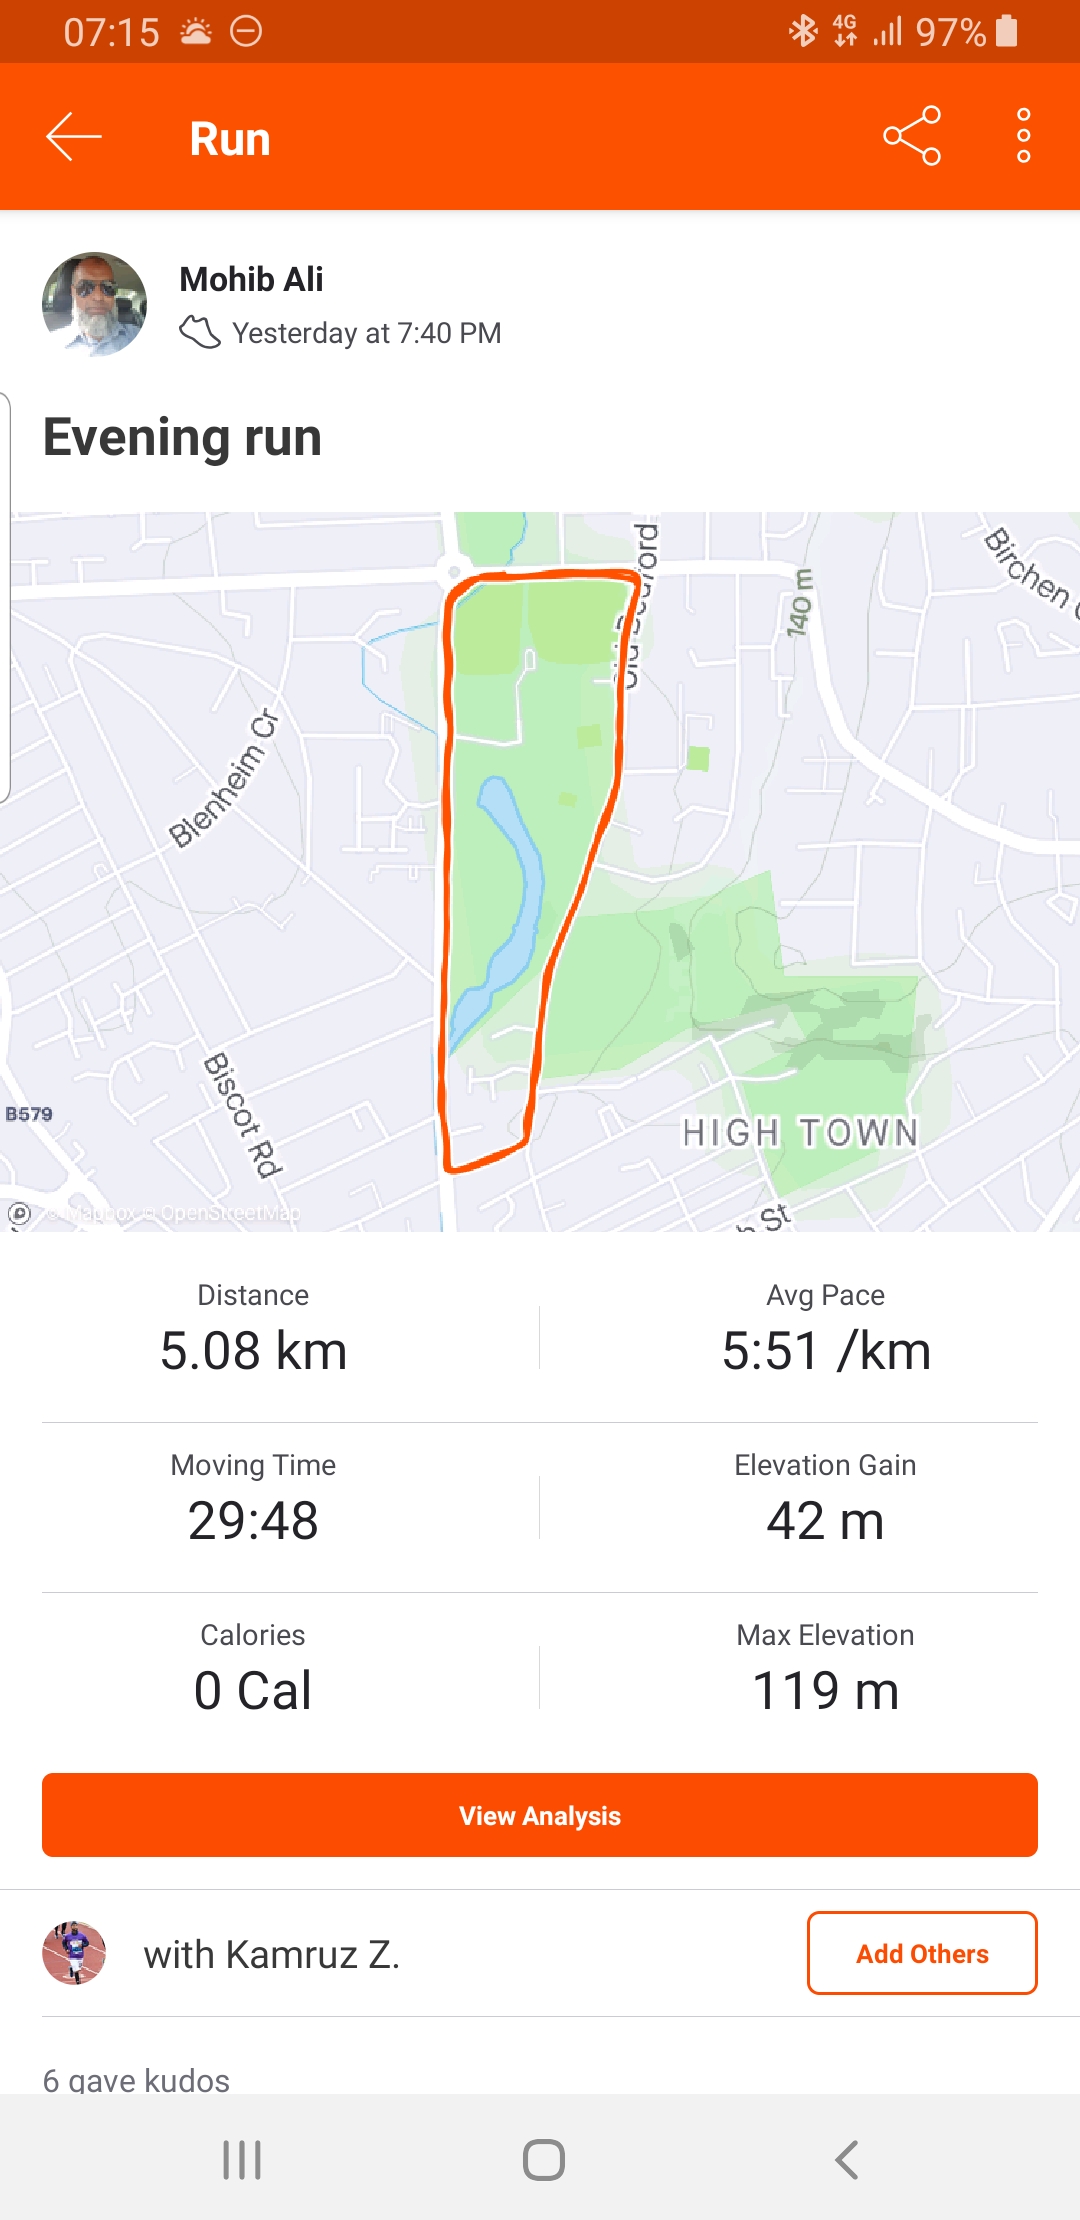 07:15
4G
97%
Run
Mohib Ali
Yesterday at 7:40 PM
Evening run
Birchen
140 m
Blenheim Cr
Biscot Rd
B579
HIGH TOWN
St
© Mapbox © OpenStreetMap
Distance
Avg Pace
5.08 km
5:51 /km
Moving Time
Elevation Gain
29:48
42 m
Calories
Max Elevation
0 Cal
119 m
View Analysis
with Kamruz Z.
Add Others
6 gave kudos